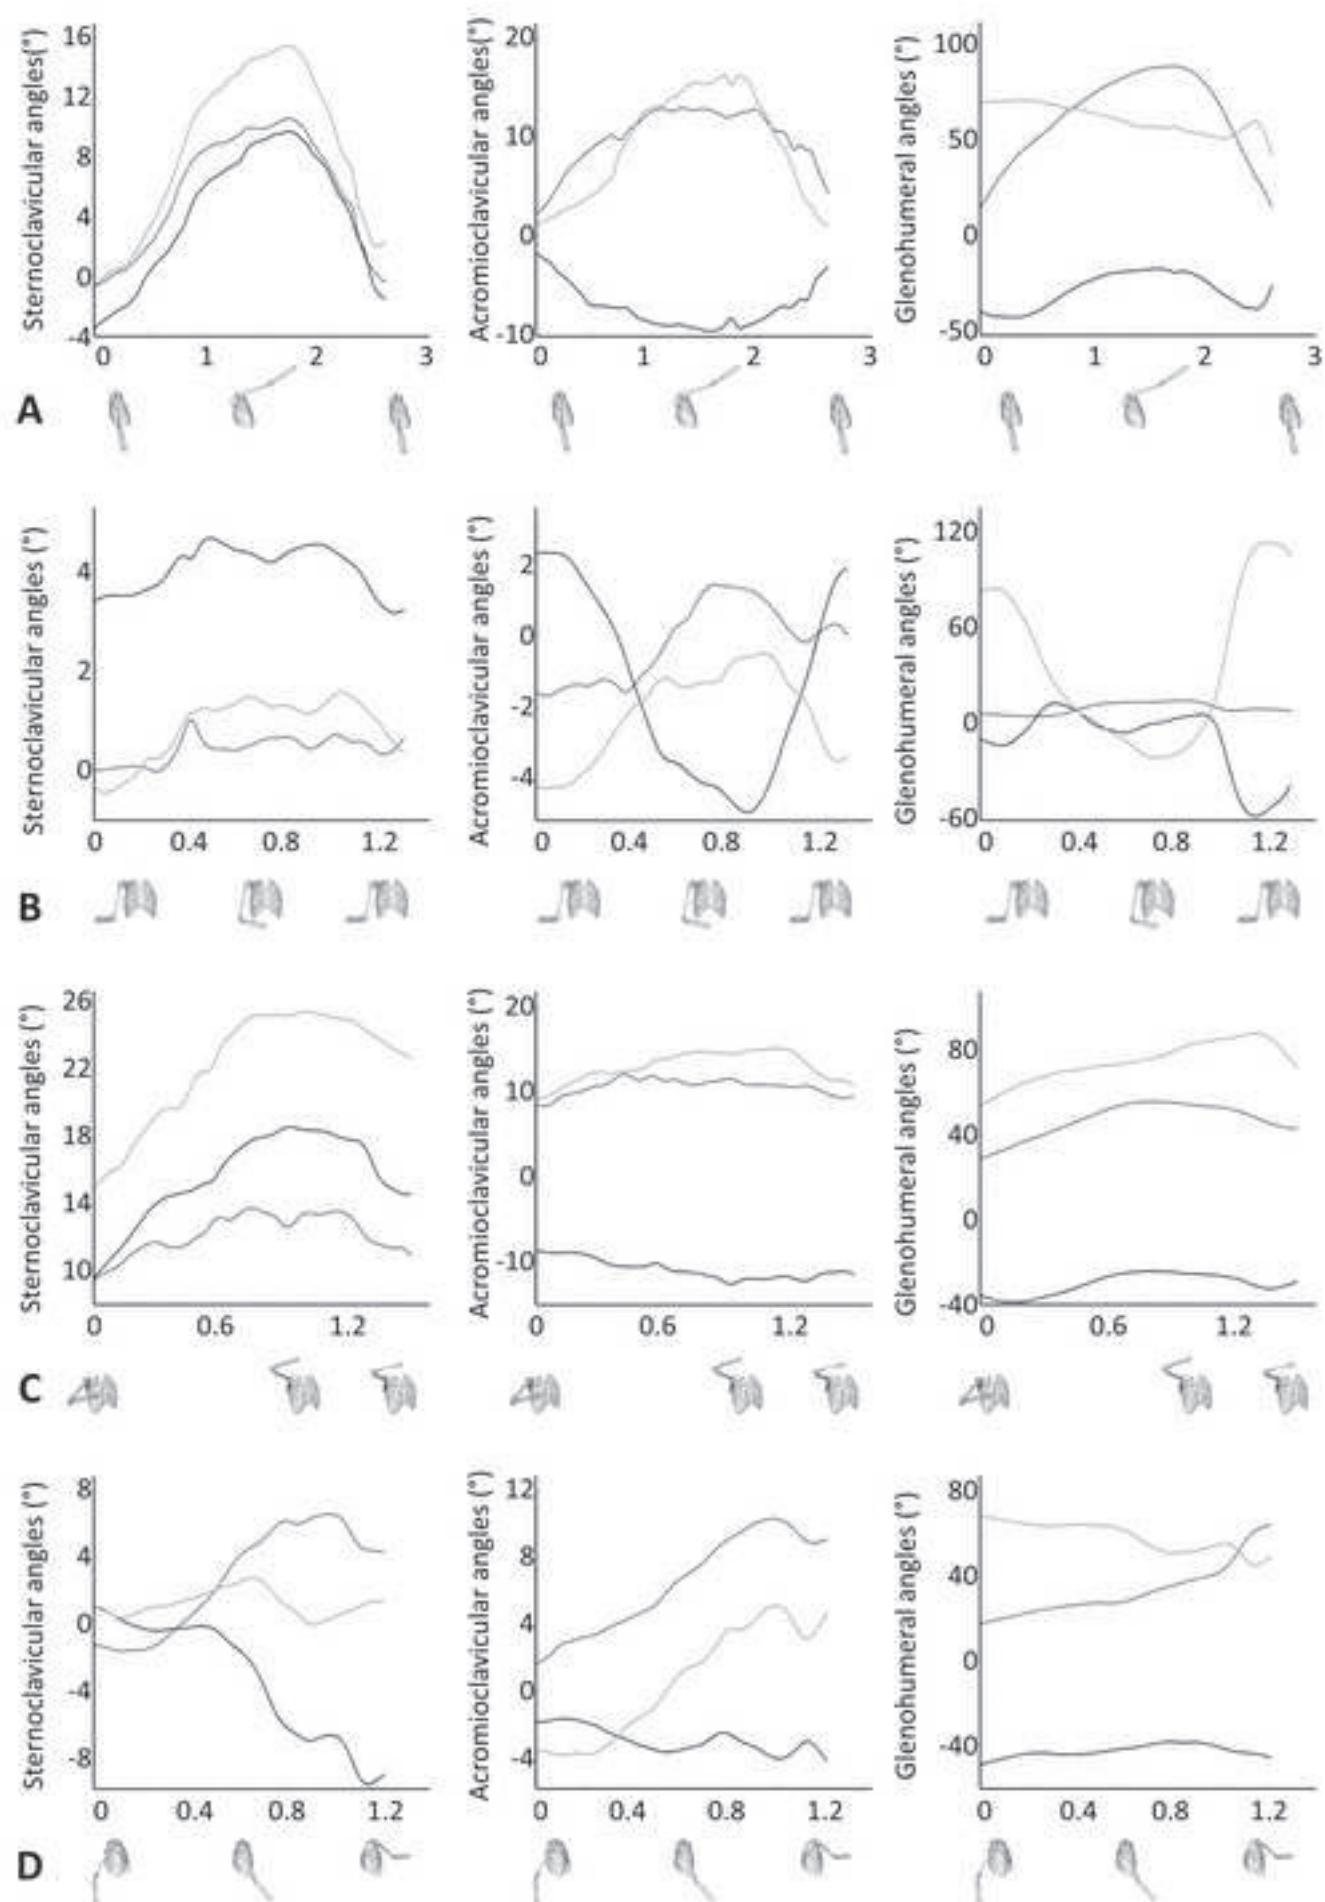 Sternoclavicular angles(°)
16
12
8
4
0
-4
0 1 2 3
Acromioclavicular angles(°)
20
10
0
-10
0 1 2 3
Glenohumeral angles (°)
100
50
0
-50
0 1 2 3
A
Sternoclavicular angles (°)
4
2
0
0 0.4 0.8 1.2
Acromioclavicular angles (°)
2
0
-2
-4
0 0.4 0.8 1.2
Glenohumeral angles (°)
120
60
0
-60
0 0.4 0.8 1.2
B
Sternoclavicular angles (°)
26
22
18
14
10
0 0.6 1.2
Acromioclavicular angles (°)
20
10
0
-10
0 0.6 1.2
Glenohumeral angles (°)
80
40
0
-40
0 0.6 1.2
C
Sternoclavicular angles (°)
8
4
0
-4
-8
0 0.4 0.8 1.2
Acromioclavicular angles (°)
12
8
4
0
-4
0 0.4 0.8 1.2
Glenohumeral angles (°)
80
40
0
-40
0 0.4 0.8 1.2
D